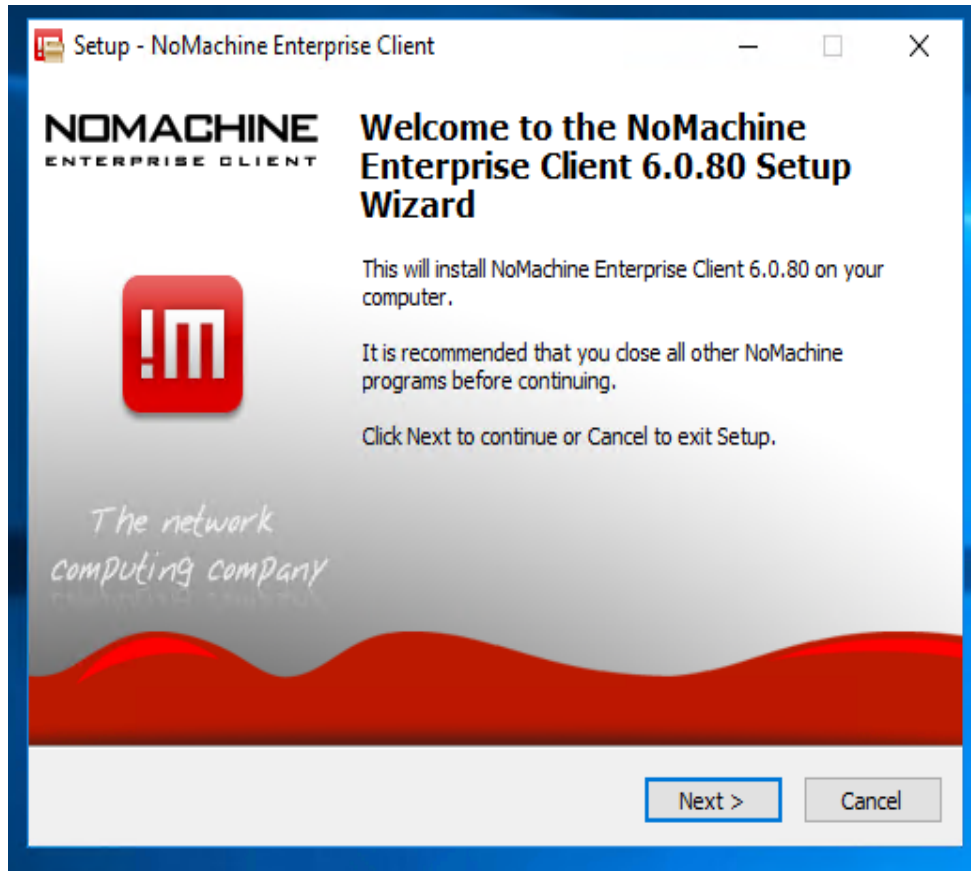 Setup - NoMachine Enterprise Client
NOMACHINE
ENTERPRISE CLIENT
Welcome to the NoMachine
Enterprise Client 6.0.80 Setup
Wizard
This will install NoMachine Enterprise Client 6.0.80 on your
computer.
It is recommended that you close all other NoMachine
programs before continuing.
Click Next to continue or Cancel to exit Setup.
!m
The network
computing company
Next >
Cancel